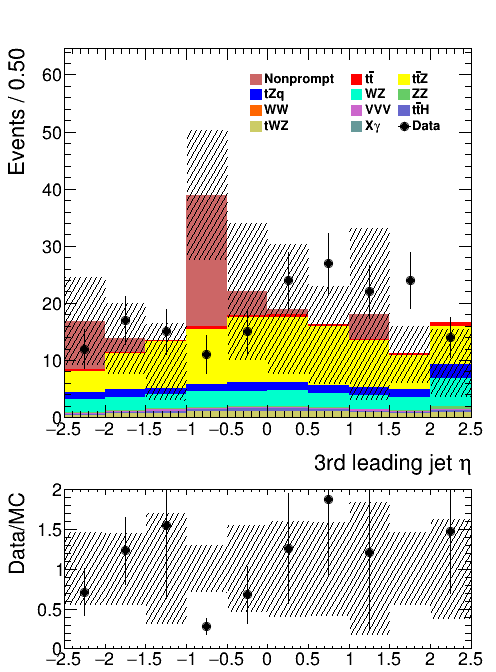 Events / 0.50
60
50
40
30
20
10
0
Nonprompt tt̄ tt̄Z
tZq WZ ZZ
WW VVV tt̄H
tWZ Xγ Data
−2.5 −2 −1.5 −1 −0.5 0 0.5 1 1.5 2 2.5
3rd leading jet η
Data/MC
2
1.5
1
0.5
0
−2.5 −2 −1.5 −1 −0.5 0 0.5 1 1.5 2 2.5